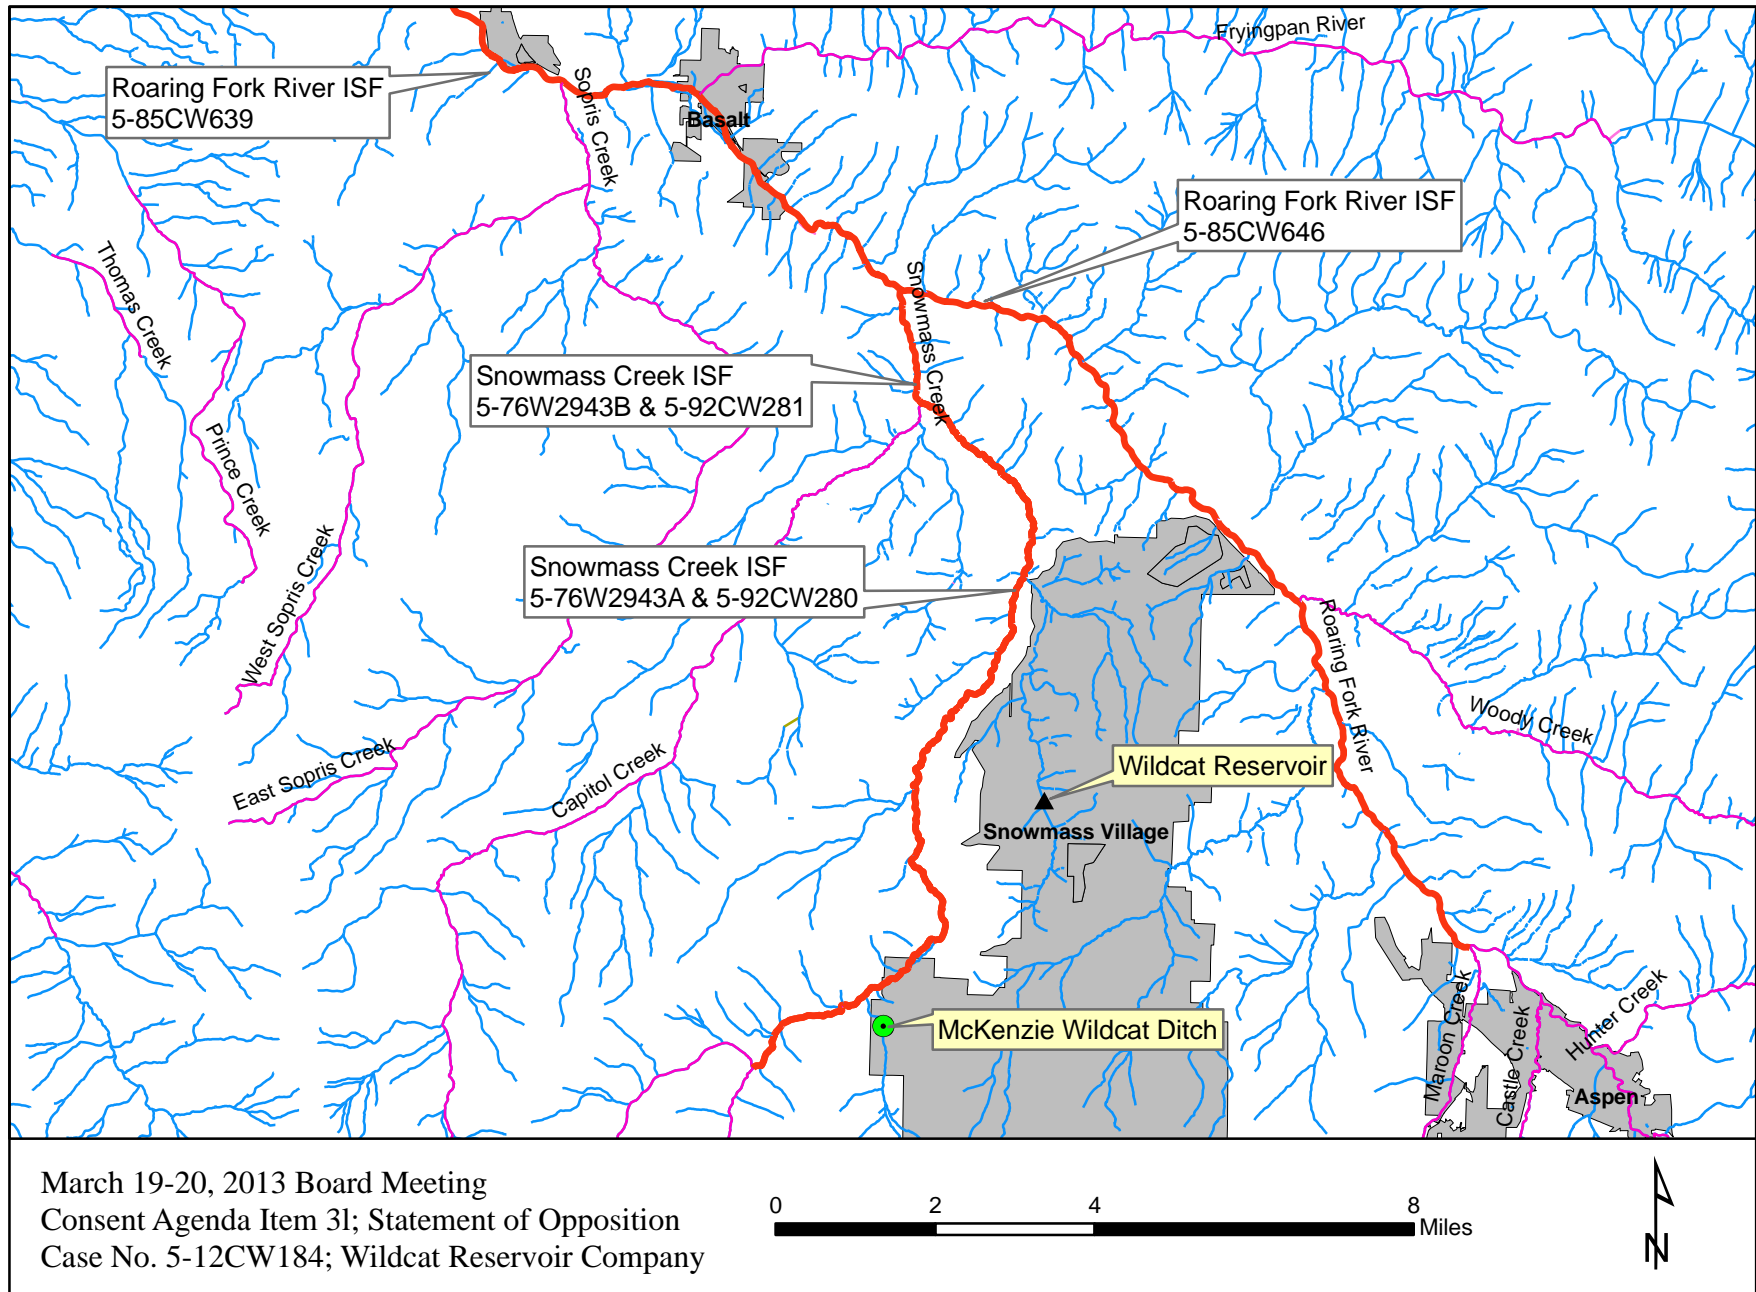 Fryingpan River
Roaring Fork River ISF
5-85CW639
Sopris Creek
Basalt
Roaring Fork River ISF
5-85CW646
Thomas Creek
Snowmass Creek
Snowmass Creek ISF
5-76W2943B & 5-92CW281
Prince Creek
West Sopris Creek
Snowmass Creek ISF
5-76W2943A & 5-92CW280
Roaring Fork River
Woody Creek
East Sopris Creek
Capitol Creek
Wildcat Reservoir
Snowmass Village
McKenzie Wildcat Ditch
Maroon Creek
Castle Creek
Hunter Creek
Aspen
March 19-20, 2013 Board Meeting
Consent Agenda Item 3l; Statement of Opposition
Case No. 5-12CW184; Wildcat Reservoir Company
0 2 4 8
Miles
N